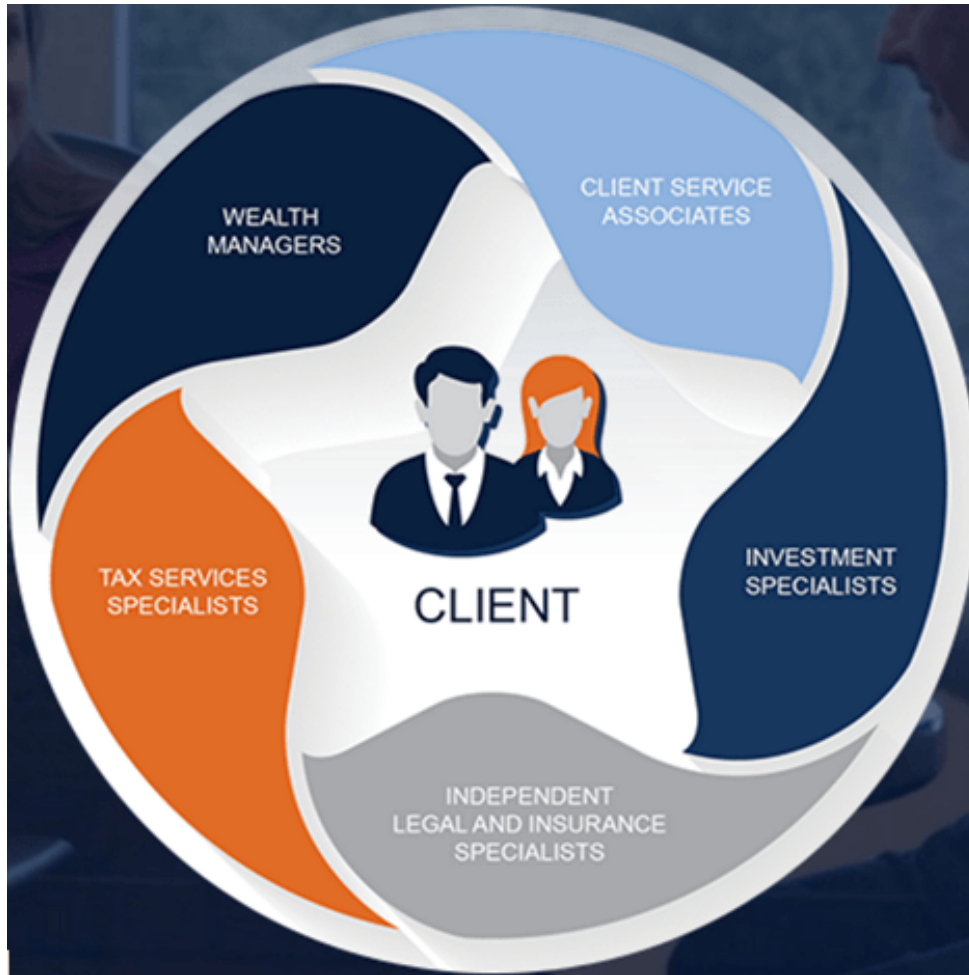 WEALTH
MANAGERS
CLIENT SERVICE
ASSOCIATES
INVESTMENT
SPECIALISTS
INDEPENDENT
LEGAL AND INSURANCE
SPECIALISTS
TAX SERVICES
SPECIALISTS
CLIENT